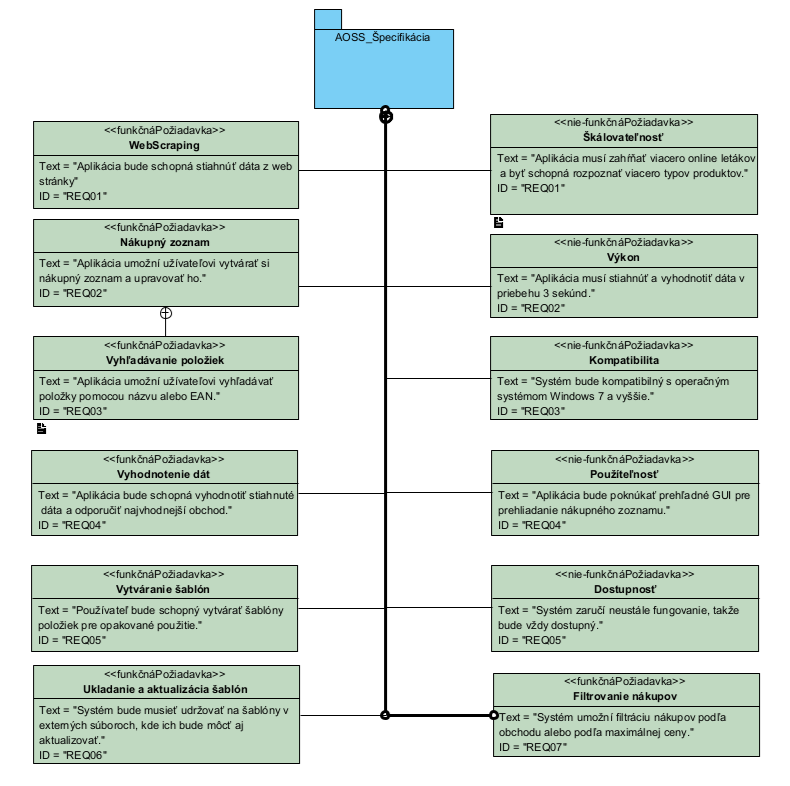 AOSS_Špecifikácia
<<funkčnáPožiadavka>>
WebScraping
Text = "Aplikácia bude schopná stiahnúť dáta z web
stránky"
ID = "REQ01"
<<funkčnáPožiadavka>>
Nákupný zoznam
Text = "Aplikácia umožní užívateľovi vytvárať si
nákupný zoznam a upravovať ho."
ID = "REQ02"
<<funkčnáPožiadavka>>
Vyhľadávanie položiek
Text = "Aplikácia umožní užívateľovi vyhľadávať
položky pomocou názvu alebo EAN."
ID = "REQ03"
<<funkčnáPožiadavka>>
Vyhodnotenie dát
Text = "Aplikácia bude schopná vyhodnotiť stiahnuté
dáta a odporučiť najvhodnejší obchod."
ID = "REQ04"
<<funkčnáPožiadavka>>
Vytváranie šablón
Text = "Používateľ bude schopný vytvárať šablóny
položiek pre opakované použitie."
ID = "REQ05"
<<funkčnáPožiadavka>>
Ukladanie a aktualizácia šablón
Text = "Systém bude musieť udržovať na šablóny v
externých súboroch, kde ich bude môcť aj
aktualizovať."
ID = "REQ06"
<<nie-funkčnáPožiadavka>>
Škálovateľnosť
Text = "Aplikácia musí zahŕňať viacero online letákov
a byť schopná rozpoznať viacero typov produktov."
ID = "REQ01"
<<nie-funkčnáPožiadavka>>
Výkon
Text = "Aplikácia musí stiahnúť a vyhodnotiť dáta v
priebehu 3 sekúnd."
ID = "REQ02"
<<nie-funkčnáPožiadavka>>
Kompatibilita
Text = "Systém bude kompatibilný s operačným
systémom Windows 7 a vyššie."
ID = "REQ03"
<<nie-funkčnáPožiadavka>>
Použíteľnosť
Text = "Aplikácia bude poknúkať prehľadné GUI pre
prehliadanie nákupného zoznamu."
ID = "REQ04"
<<nie-funkčnáPožiadavka>>
Dostupnosť
Text = "Systém zaručí neustále fungovanie, takže
bude vždy dostupný."
ID = "REQ05"
<<funkčnáPožiadavka>>
Filtrovanie nákupov
Text = "Systém umožní filtráciu nákupov podľa
obchodu alebo podľa maximálnej ceny."
ID = "REQ07"